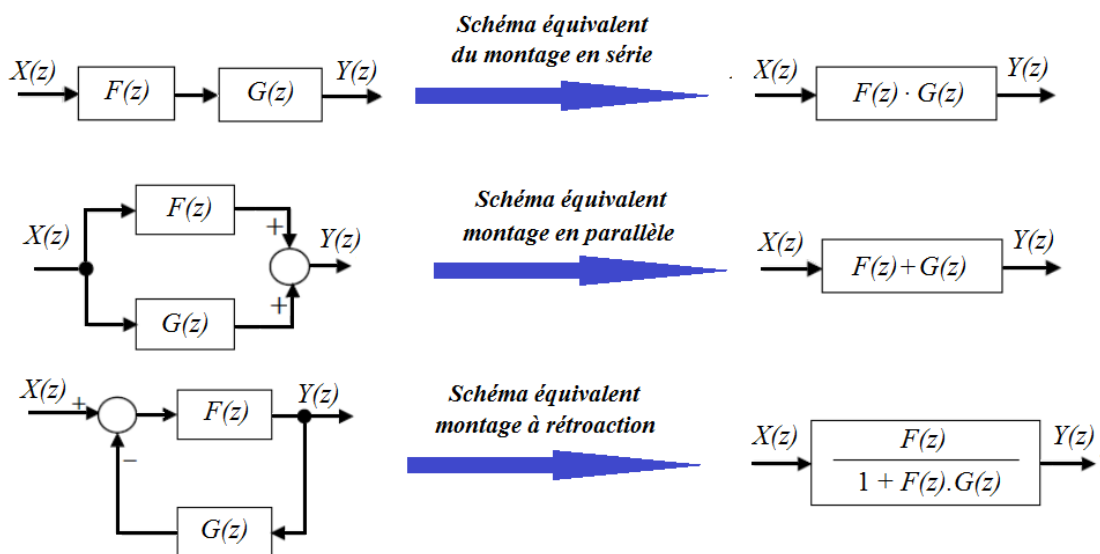 Schéma équivalent
du montage en série
X(z) F(z) G(z) Y(z)
X(z) F(z) · G(z) Y(z)
Schéma équivalent
montage en parallèle
F(z)
X(z) + Y(z)
+
G(z)
X(z) F(z)+G(z) Y(z)
Schéma équivalent
montage à rétroaction
X(z) + F(z) Y(z)
−
G(z)
X(z) F(z) Y(z)
1 + F(z).G(z)